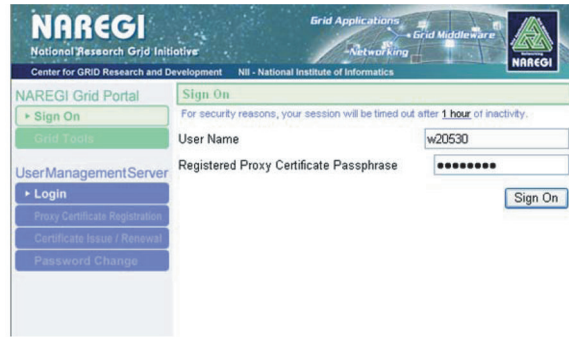 NAREGI
National Research Grid Initiative
Grid Applications
Grid Middleware
Networking
NAREGI
Center for GRID Research and Development NII - National Institute of Informatics
NAREGI Grid Portal
Sign On
Grid Tools
UserManagementServer
Login
Proxy Certificate Registration
Certificate Issue / Renewal
Password Change
Sign On
For security reasons, your session will be timed out after 1 hour of inactivity.
User Name w20530
Registered Proxy Certificate Passphrase ●●●●●●●●
Sign On